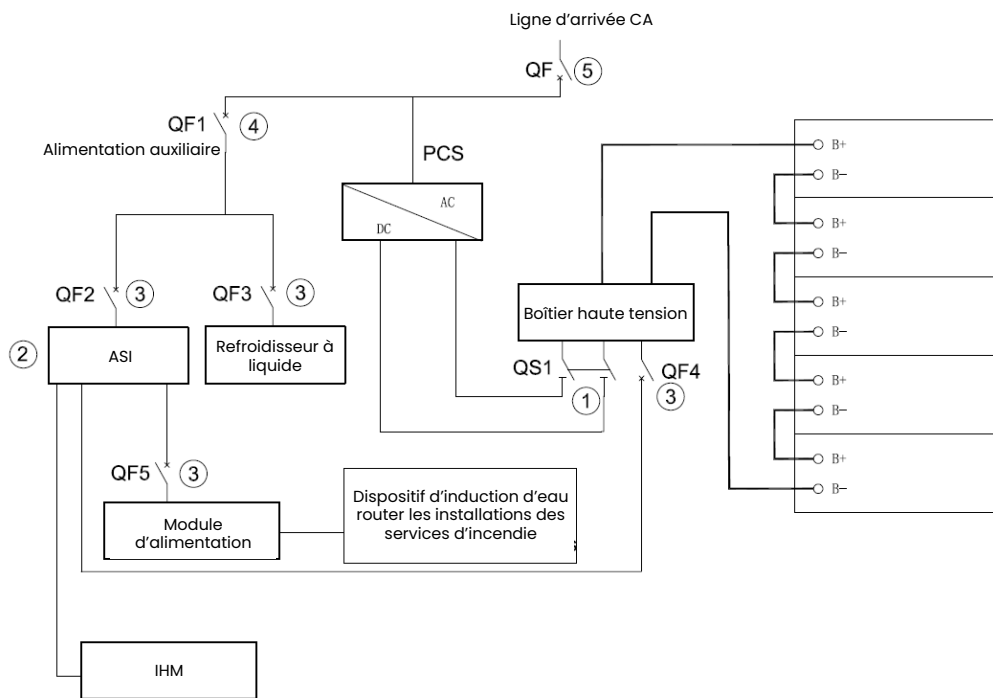 Ligne d'arrivée CA
QF
5
QF1
4
Alimentation auxiliaire
PCS
AC
DC
B+
B−
B+
B−
B+
B−
B+
B−
B+
B−
QF2
3
QF3
3
Boîtier haute tension
2
ASI
Refroidisseur à
liquide
QS1
1
QF4
3
QF5
3
Module
d'alimentation
Dispositif d'induction d'eau
router les installations des
services d'incendie
IHM